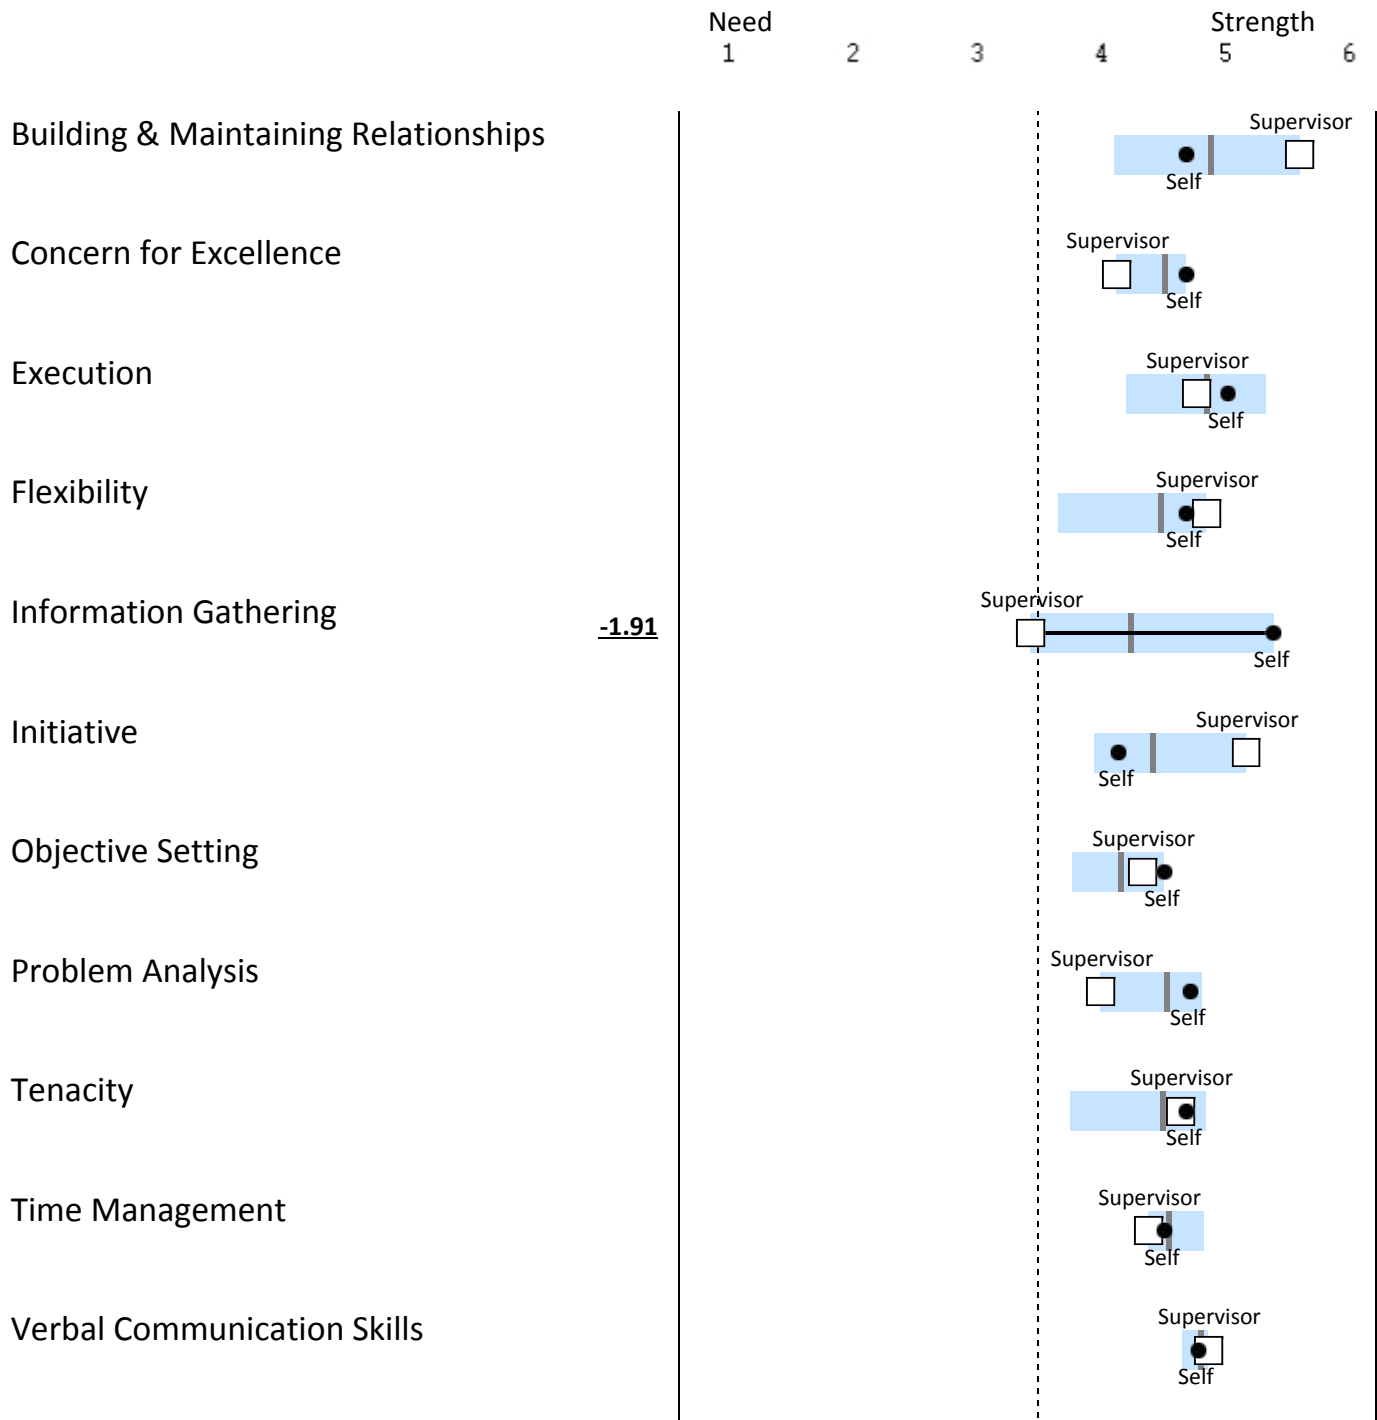 Need Strength
1 2 3 4 5 6
Building & Maintaining Relationships
Supervisor
Self
Concern for Excellence
Supervisor
Self
Execution
Supervisor
Self
Flexibility
Supervisor
Self
Information Gathering
-1.91
Supervisor
Self
Initiative
Supervisor
Self
Objective Setting
Supervisor
Self
Problem Analysis
Supervisor
Self
Tenacity
Supervisor
Self
Time Management
Supervisor
Self
Verbal Communication Skills
Supervisor
Self